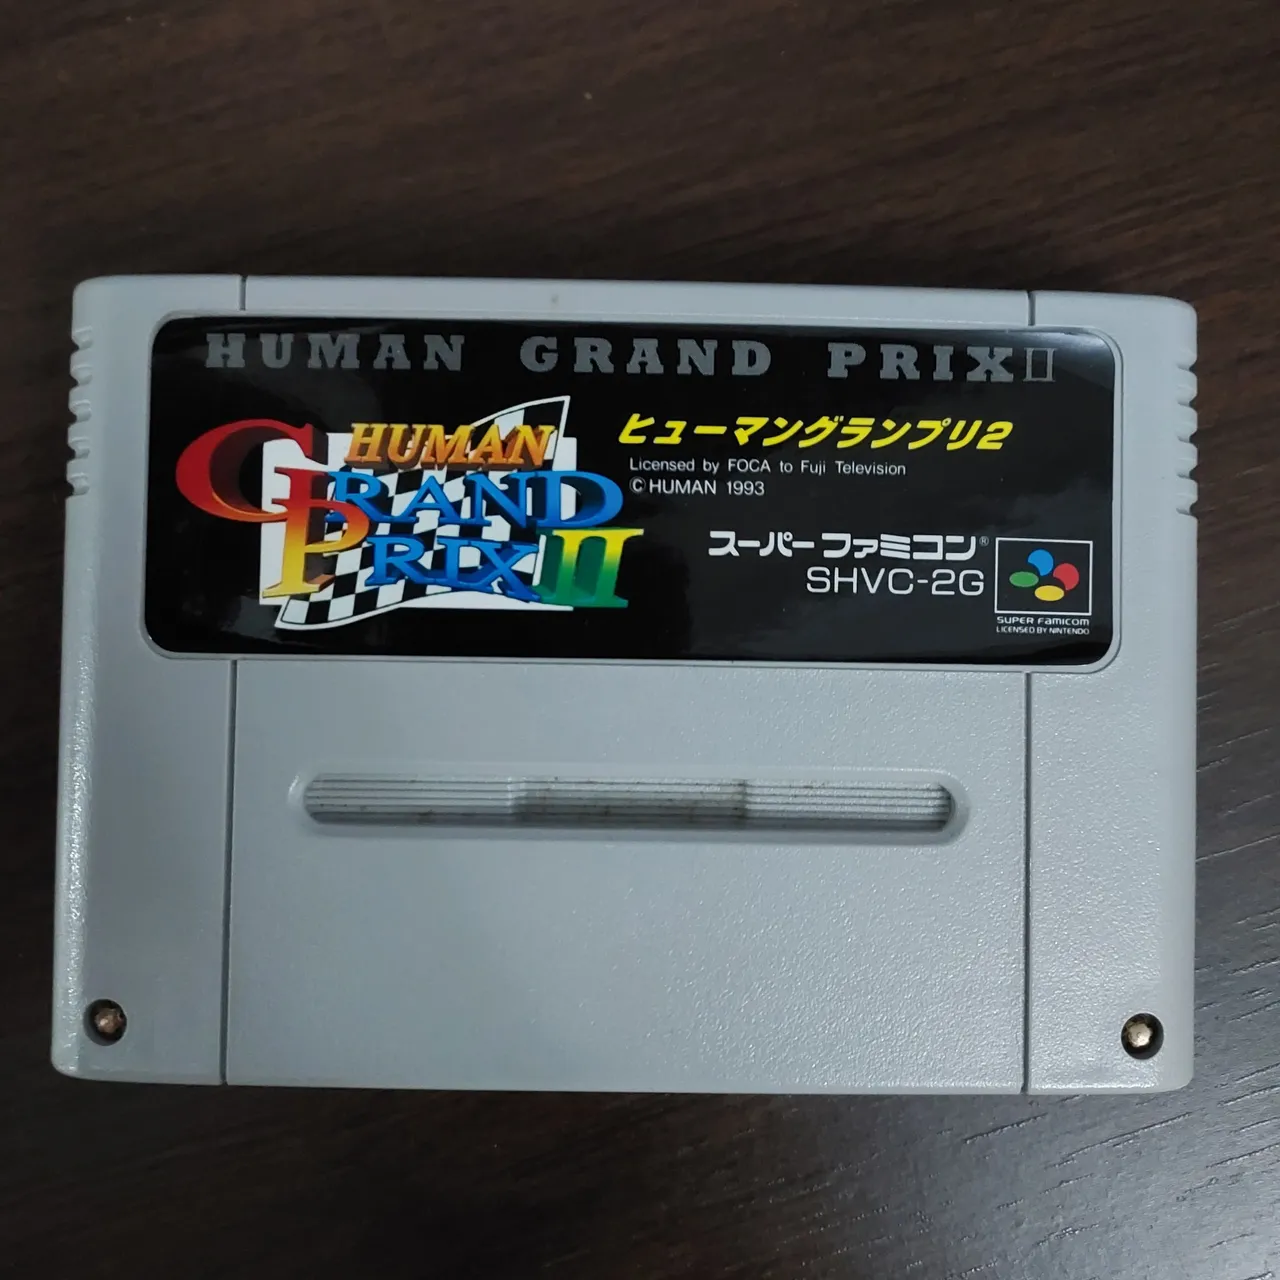 HUMAN GRAND PRIX II
HUMAN
GRAND
PRIX II
ヒューマングランプリ2
Licensed by FOCA to Fuji Television
© HUMAN 1993
スーパーファミコン®
SHVC-2G
SUPER FAMICOM
LICENSED BY NINTENDO